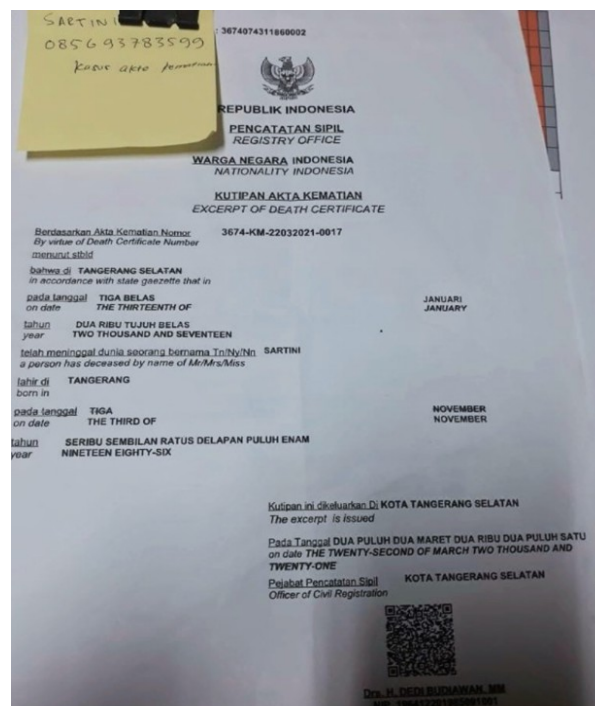 SARTINI
085693783599
Kasus akta
: 3674074311860002
REPUBLIK INDONESIA
PENCATATAN SIPIL
REGISTRY OFFICE
WARGA NEGARA INDONESIA
NATIONALITY INDONESIA
KUTIPAN AKTA KEMATIAN
EXCERPT OF DEATH CERTIFICATE
Berdasarkan Akta Kematian Nomor 3674-KM-22032021-0017
By virtue of Death Certificate Number
menurut stbld
bahwa di TANGERANG SELATAN
in accordance with state gaezette that in
pada tanggal TIGA BELAS JANUARI
on date THE THIRTEENTH OF JANUARY
tahun DUA RIBU TUJUH BELAS
year TWO THOUSAND AND SEVENTEEN
telah meninggal dunia seorang bernama Tn/Ny/Nn SARTINI
a person has deceased by name of Mr/Mrs/Miss
lahir di TANGERANG
born in
pada tanggal TIGA NOVEMBER
on date THE THIRD OF NOVEMBER
tahun SERIBU SEMBILAN RATUS DELAPAN PULUH ENAM
year NINETEEN EIGHTY-SIX
Kutipan ini dikeluarkan Di KOTA TANGERANG SELATAN
The excerpt is issued
Pada Tanggal DUA PULUH DUA MARET DUA RIBU DUA PULUH SATU
on date THE TWENTY-SECOND OF MARCH TWO THOUSAND AND
TWENTY-ONE
Pejabat Pencatatan Sipil KOTA TANGERANG SELATAN
Officer of Civil Registration
Drs. H. DEDI BUDIAWAN, MM